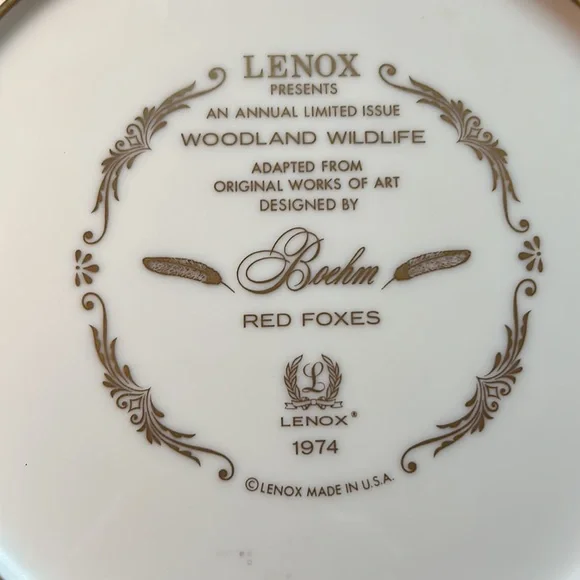 LENOX
PRESENTS
AN ANNUAL LIMITED ISSUE
WOODLAND WILDLIFE
ADAPTED FROM
ORIGINAL WORKS OF ART
DESIGNED BY
Boehm
RED FOXES
L
LENOX®
1974
©LENOX MADE IN U.S.A.